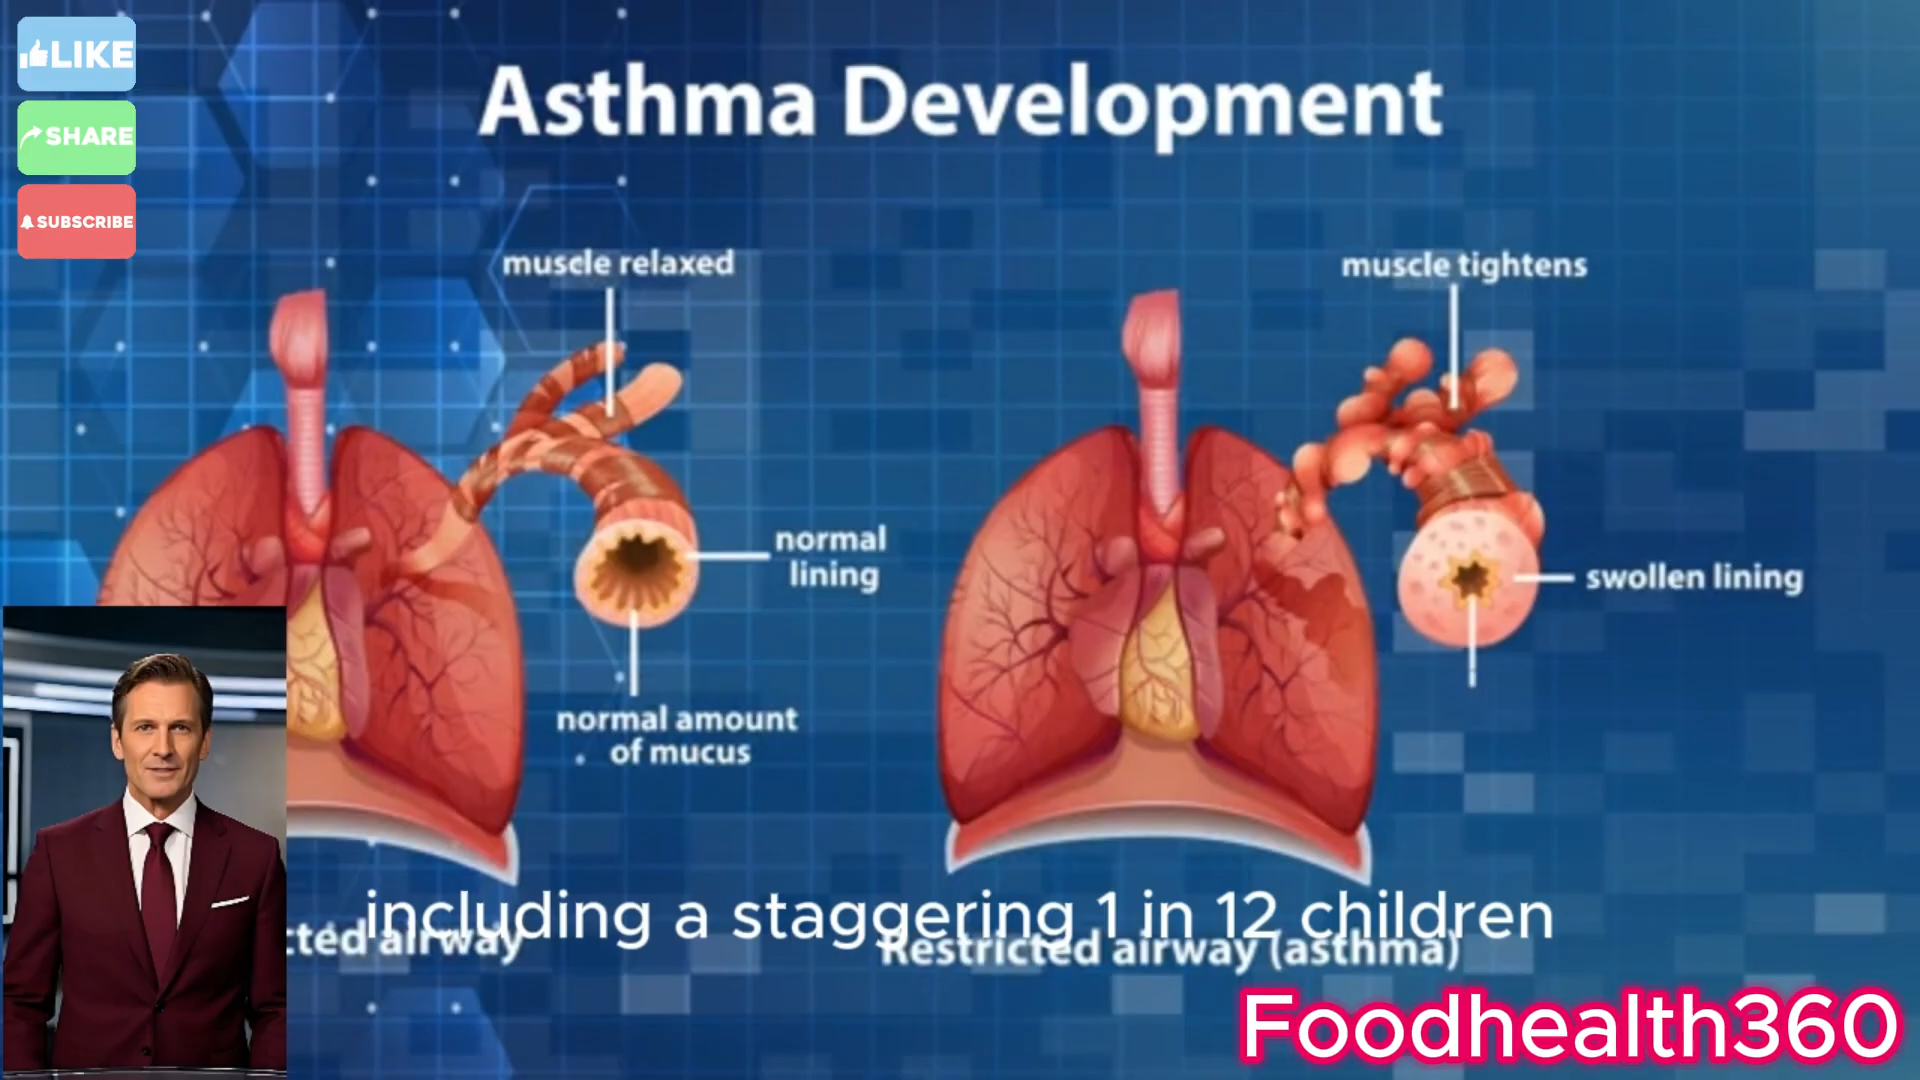 LIKE
SHARE
SUBSCRIBE
Asthma Development
muscle relaxed
muscle tightens
normal
lining
swollen lining
normal amount
of mucus
including a staggering 1 in 12 children
airway
Restricted airway (asthma)
Foodhealth360